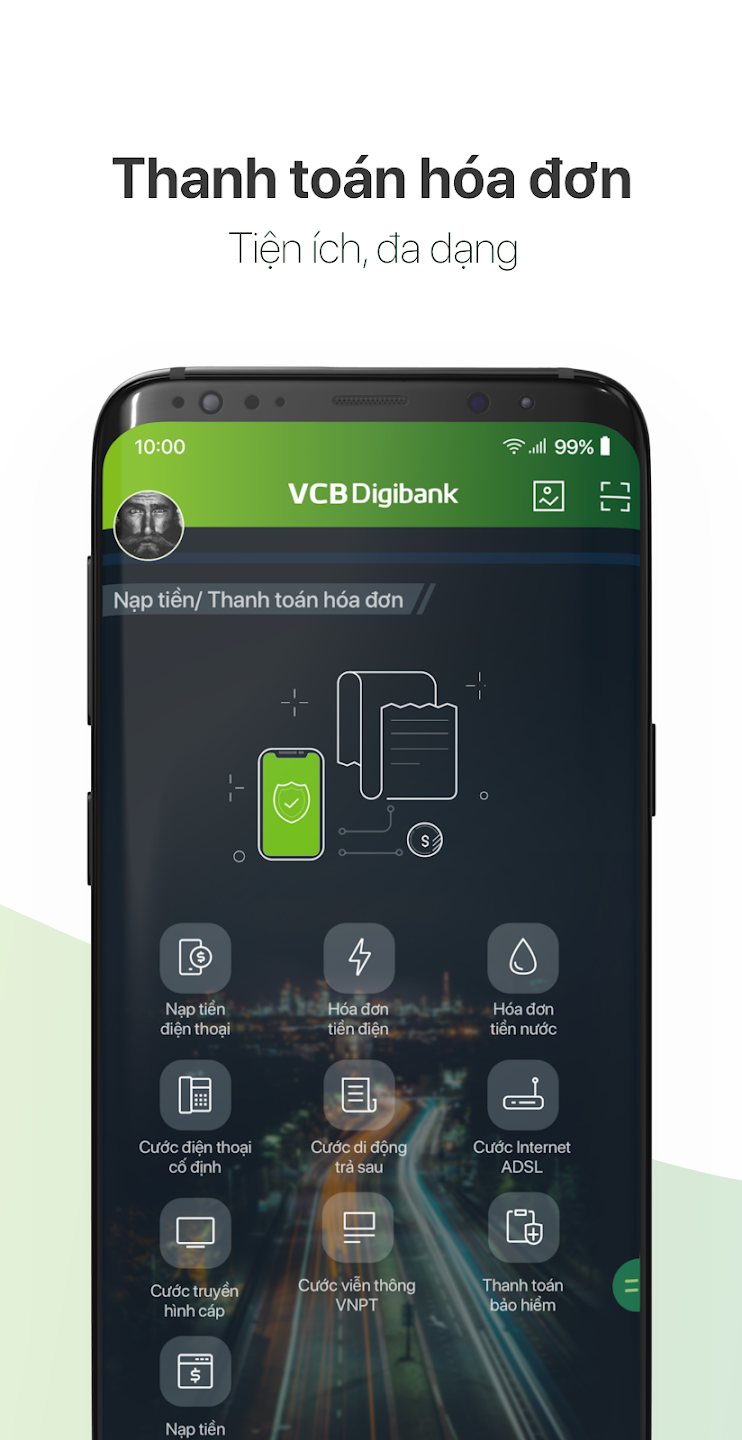 Thanh toán hóa đơn
Tiện ích, đa dạng
10:00
99%
VCB Digibank
Nạp tiền/ Thanh toán hóa đơn
$
$
Nạp tiền
điện thoại
Hóa đơn
tiền điện
Hóa đơn
tiền nước
Cước điện thoại
cố định
Cước di động
trả sau
Cước Internet
ADSL
Cước truyền
hình cáp
Cước viễn thông
VNPT
Thanh toán
bảo hiểm
$
Nạp tiền